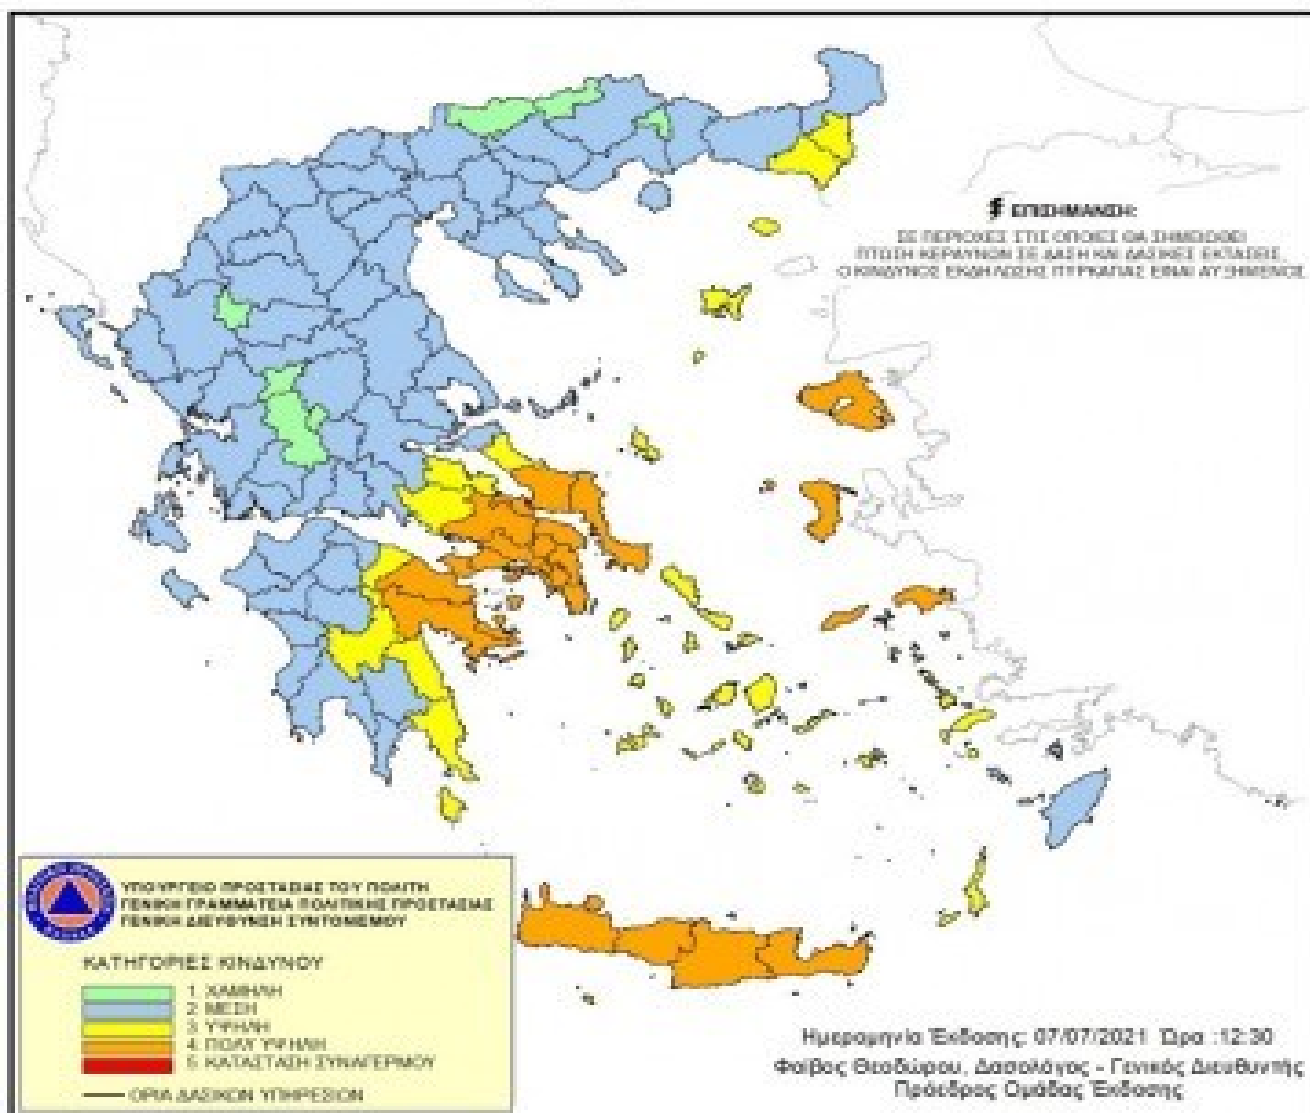 ΕΠΙΣΗΜΑΝΣΗ:
ΣΕ ΠΕΡΙΟΧΕΣ ΣΤΙΣ ΟΠΟΙΕΣ ΘΑ ΣΗΜΕΙΩΘΕΙ
ΠΤΩΣΗ ΚΕΡΑΥΝΩΝ ΣΕ ΔΑΣΗ ΚΑΙ ΔΑΣΙΚΕΣ ΕΚΤΑΣΕΙΣ,
Ο ΚΙΝΔΥΝΟΣ ΕΚΔΗΛΩΣΗΣ ΠΥΡΚΑΓΙΑΣ ΕΙΝΑΙ ΑΥΞΗΜΕΝΟΣ
ΥΠΟΥΡΓΕΙΟ ΠΡΟΣΤΑΣΙΑΣ ΤΟΥ ΠΟΛΙΤΗ
ΓΕΝΙΚΗ ΓΡΑΜΜΑΤΕΙΑ ΠΟΛΙΤΙΚΗΣ ΠΡΟΣΤΑΣΙΑΣ
ΓΕΝΙΚΗ ΔΙΕΥΘΥΝΣΗ ΣΥΝΤΟΝΙΣΜΟΥ
ΚΑΤΗΓΟΡΙΕΣ ΚΙΝΔΥΝΟΥ
1. ΧΑΜΗΛΗ
2. ΜΕΣΗ
3. ΥΨΗΛΗ
4. ΠΟΛΥ ΥΨΗΛΗ
5. ΚΑΤΑΣΤΑΣΗ ΣΥΝΑΓΕΡΜΟΥ
ΟΡΙΑ ΔΑΣΙΚΩΝ ΥΠΗΡΕΣΙΩΝ
Ημερομηνία Έκδοσης: 07/07/2021 Ώρα :12:30
Φοίβος Θεοδώρου, Δασολόγος - Γενικός Διευθυντής
Πρόεδρος Ομάδας Έκδοσης